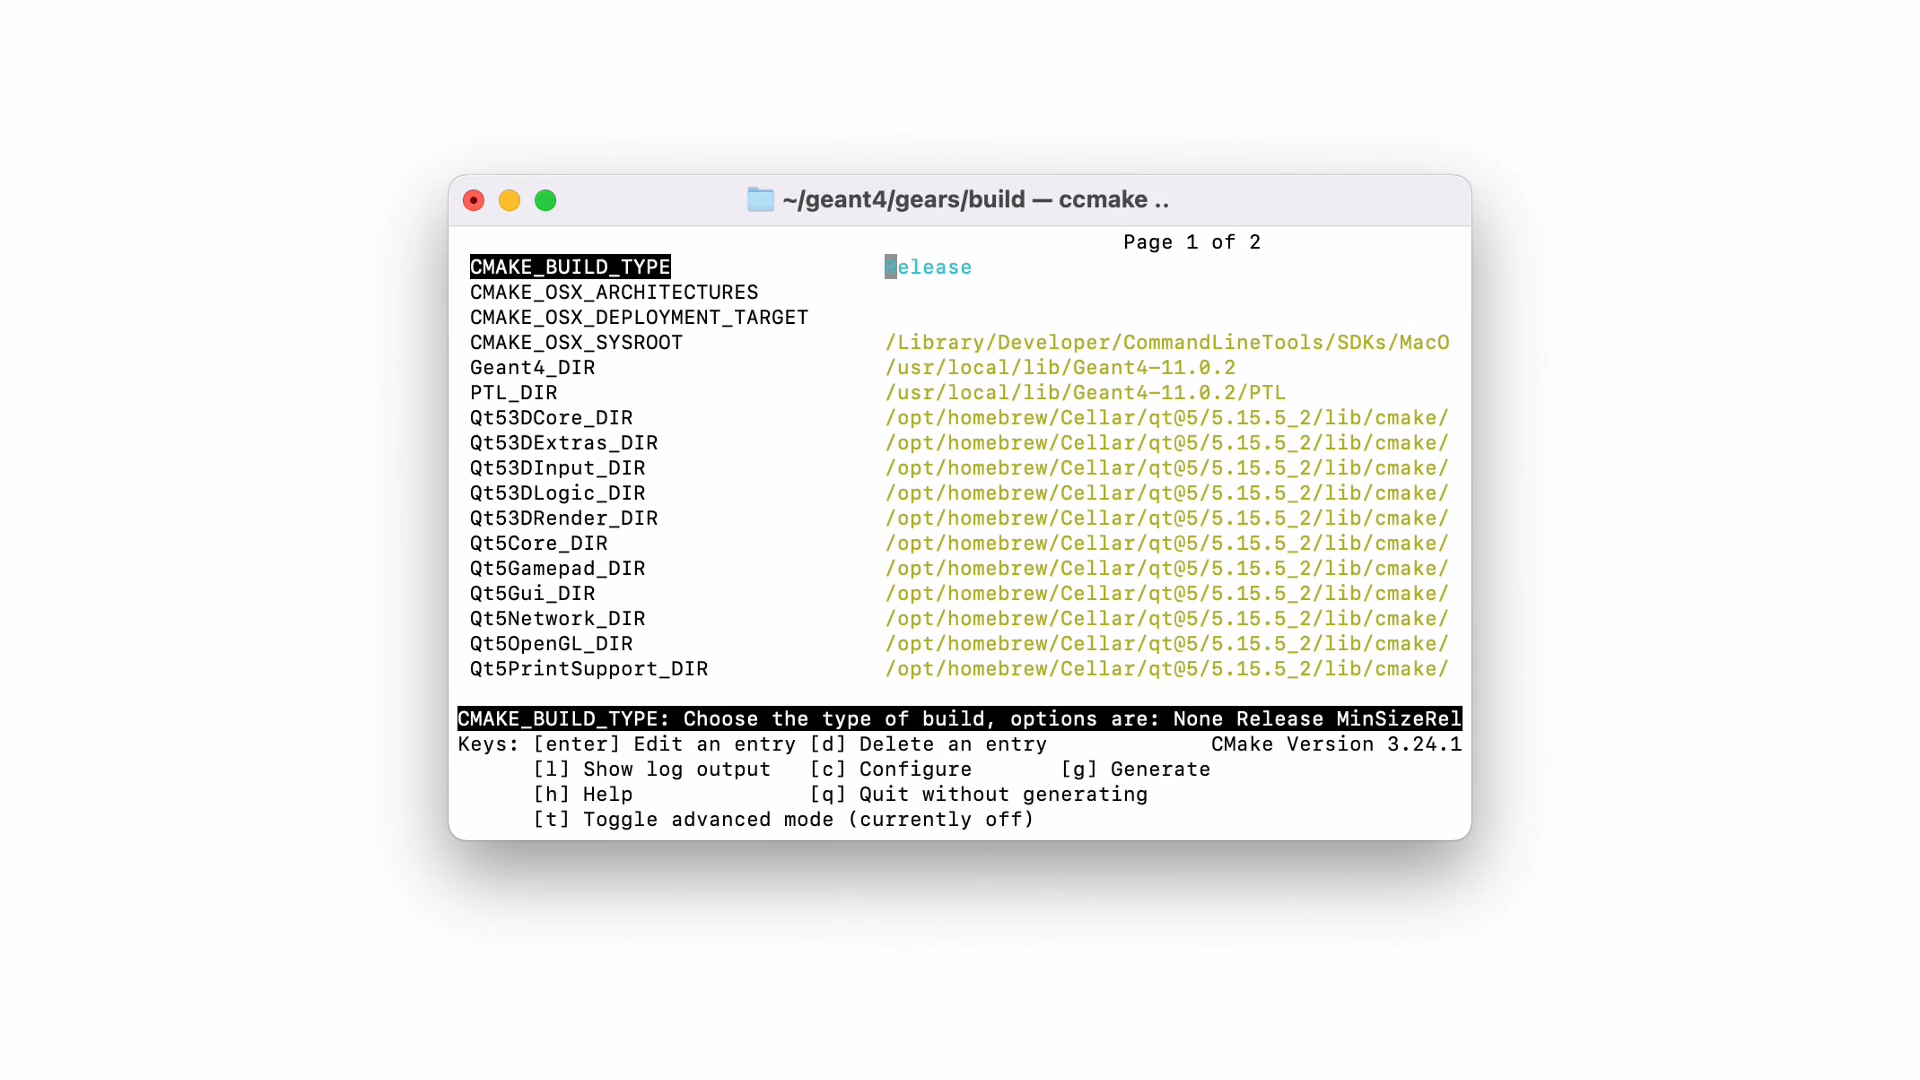 ~/geant4/gears/build — ccmake ..
Page 1 of 2
CMAKE_BUILD_TYPE Release
CMAKE_OSX_ARCHITECTURES
CMAKE_OSX_DEPLOYMENT_TARGET
CMAKE_OSX_SYSROOT /Library/Developer/CommandLineTools/SDKs/MacO
Geant4_DIR /usr/local/lib/Geant4-11.0.2
PTL_DIR /usr/local/lib/Geant4-11.0.2/PTL
Qt53DCore_DIR /opt/homebrew/Cellar/qt@5/5.15.5_2/lib/cmake/
Qt53DExtras_DIR /opt/homebrew/Cellar/qt@5/5.15.5_2/lib/cmake/
Qt53DInput_DIR /opt/homebrew/Cellar/qt@5/5.15.5_2/lib/cmake/
Qt53DLogic_DIR /opt/homebrew/Cellar/qt@5/5.15.5_2/lib/cmake/
Qt53DRender_DIR /opt/homebrew/Cellar/qt@5/5.15.5_2/lib/cmake/
Qt5Core_DIR /opt/homebrew/Cellar/qt@5/5.15.5_2/lib/cmake/
Qt5Gamepad_DIR /opt/homebrew/Cellar/qt@5/5.15.5_2/lib/cmake/
Qt5Gui_DIR /opt/homebrew/Cellar/qt@5/5.15.5_2/lib/cmake/
Qt5Network_DIR /opt/homebrew/Cellar/qt@5/5.15.5_2/lib/cmake/
Qt5OpenGL_DIR /opt/homebrew/Cellar/qt@5/5.15.5_2/lib/cmake/
Qt5PrintSupport_DIR /opt/homebrew/Cellar/qt@5/5.15.5_2/lib/cmake/
CMAKE_BUILD_TYPE: Choose the type of build, options are: None Release MinSizeRel
Keys: [enter] Edit an entry [d] Delete an entry CMake Version 3.24.1
[l] Show log output [c] Configure [g] Generate
[h] Help [q] Quit without generating
[t] Toggle advanced mode (currently off)